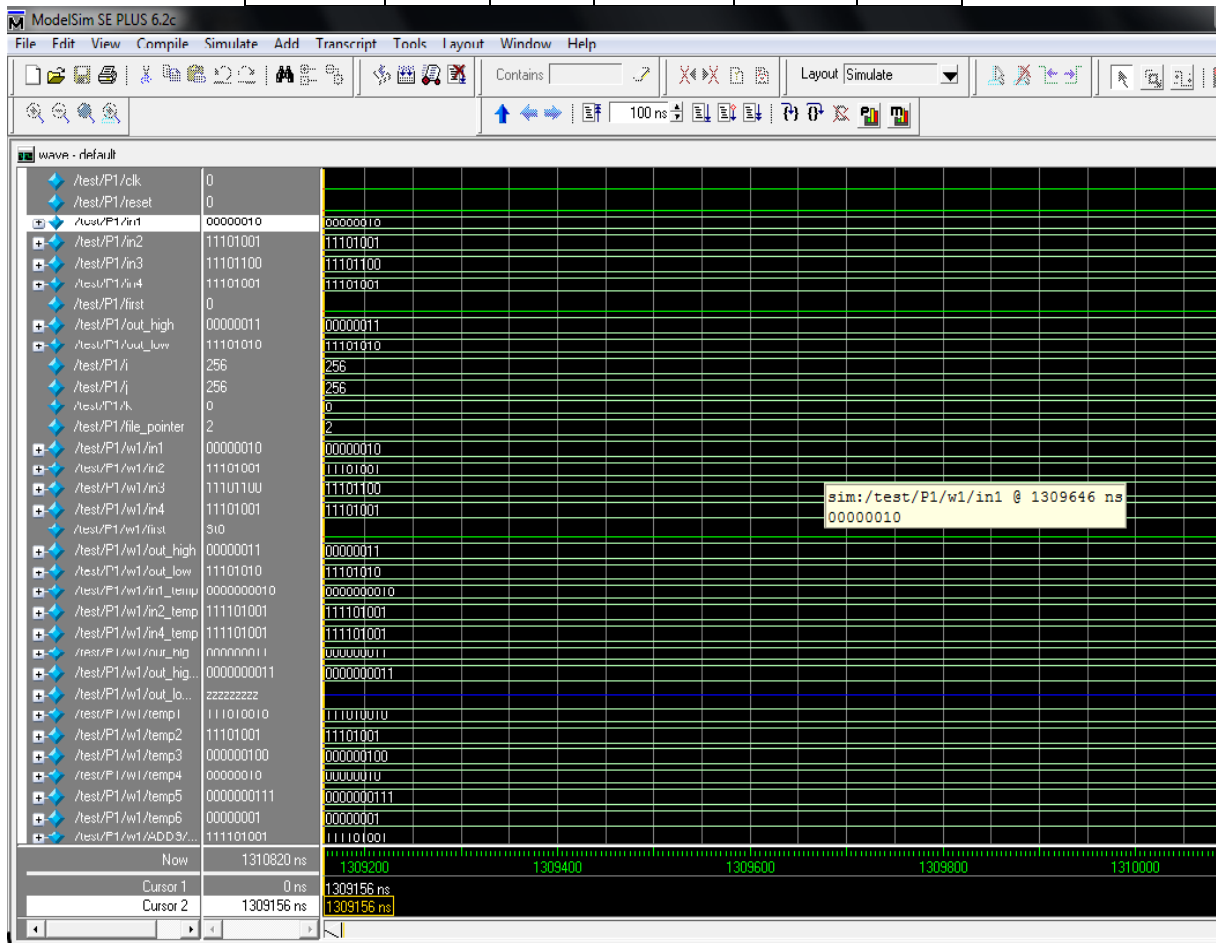 ModelSim SE PLUS 6.2c
File Edit View Compile Simulate Add Transcript Tools Layout Window Help
Contains Layout Simulate
100 ns
wave - default
/test/P1/clk 0
/test/P1/reset 0
/test/P1/in1 00000010 00000010
/test/P1/in2 11101001 11101001
/test/P1/in3 11101100 11101100
/test/P1/in4 11101001 11101001
/test/P1/first 0
/test/P1/out_high 00000011 00000011
/test/P1/out_low 11101010 11101010
/test/P1/i 256 256
/test/P1/j 256 256
/test/P1/k 0 0
/test/P1/file_pointer 2 2
/test/P1/w1/in1 00000010 00000010
/test/P1/w1/in2 11101001 11101001
/test/P1/w1/in3 11101100 11101100
/test/P1/w1/in4 11101001 11101001
/test/P1/w1/first St0
/test/P1/w1/out_high 00000011 00000011
/test/P1/w1/out_low 11101010 11101010
/test/P1/w1/in1_temp 0000000010 0000000010
/test/P1/w1/in2_temp 111101001 111101001
/test/P1/w1/in4_temp 111101001 111101001
/test/P1/w1/out_hig 000000011 000000011
/test/P1/w1/out_hig... 0000000011 0000000011
/test/P1/w1/out_lo... zzzzzzzzz
/test/P1/w1/temp1 111010010 111010010
/test/P1/w1/temp2 11101001 11101001
/test/P1/w1/temp3 000000100 000000100
/test/P1/w1/temp4 00000010 00000010
/test/P1/w1/temp5 0000000111 0000000111
/test/P1/w1/temp6 00000001 00000001
/test/P1/w1/ADD3/... 111101001 111101001
sim:/test/P1/w1/in1 @ 1309646 ns
00000010
Now 1310820 ns 1309200 1309400 1309600 1309800 1310000
Cursor 1 0 ns 1309156 ns
Cursor 2 1309156 ns 1309156 ns